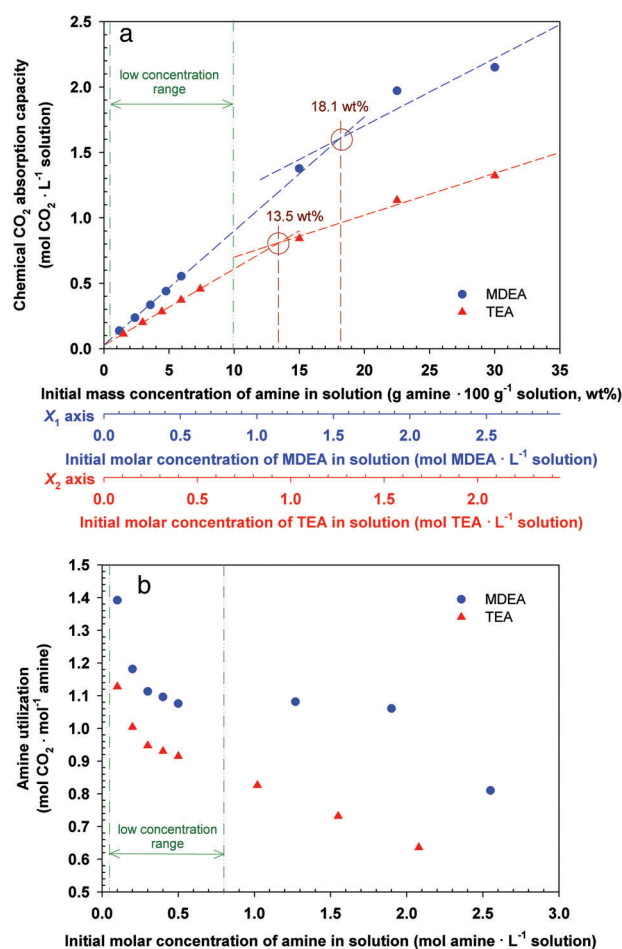 a
2.5
2.0
1.5
1.0
0.5
0.0
Chemical CO₂ absorption capacity
(mol CO₂ · L⁻¹ solution)
low concentration
range
18.1 wt%
13.5 wt%
MDEA
TEA
0 5 10 15 20 25 30 35
Initial mass concentration of amine in solution (g amine · 100 g⁻¹ solution, wt%)
X₁ axis
0.0 0.5 1.0 1.5 2.0 2.5
Initial molar concentration of MDEA in solution (mol MDEA · L⁻¹ solution)
X₂ axis
0.0 0.5 1.0 1.5 2.0
Initial molar concentration of TEA in solution (mol TEA · L⁻¹ solution)
b
1.5
1.4
1.3
1.2
1.1
1.0
0.9
0.8
0.7
0.6
0.5
Amine utilization
(mol CO₂ · mol⁻¹ amine)
MDEA
TEA
low concentration
range
0.0 0.5 1.0 1.5 2.0 2.5 3.0
Initial molar concentration of amine in solution (mol amine · L⁻¹ solution)